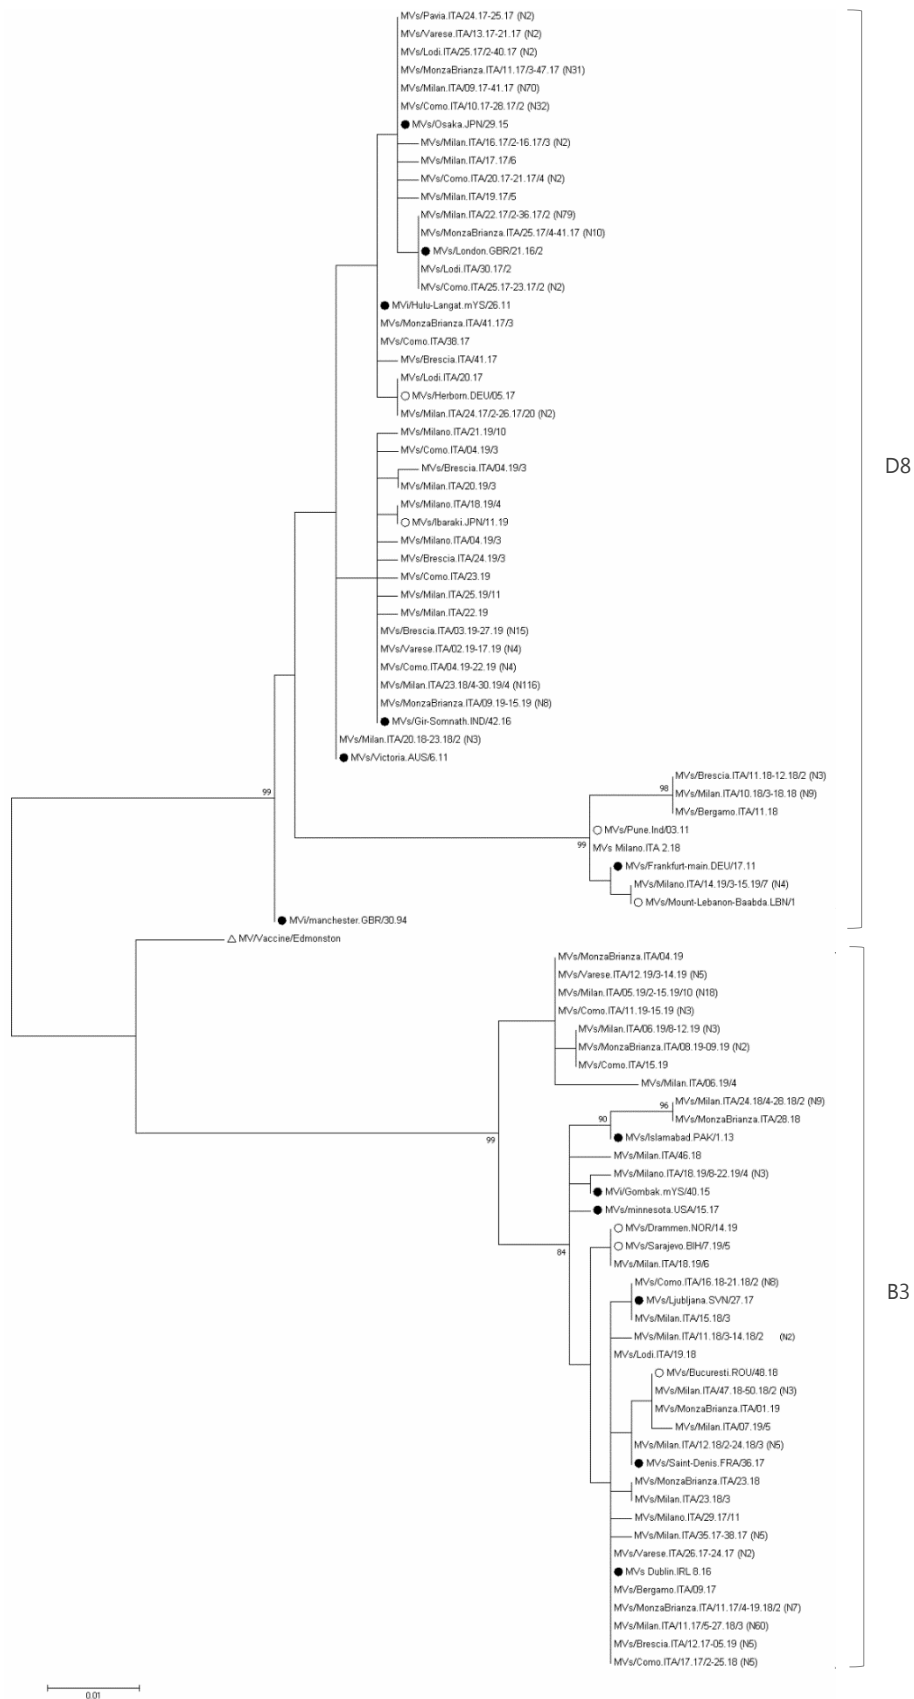 MVs/Pavia.ITA/24.17-25.17 (N2)
MVs/Varese.ITA/13.17-21.17 (N2)
MVs/Lodi.ITA/25.17/2-40.17 (N2)
MVs/MonzaBrianza.ITA/11.17/3-47.17 (N31)
MVs/Milan.ITA/09.17-41.17 (N70)
MVs/Como.ITA/10.17-28.17/2 (N32)
MVs/Osaka.JPN/29.15
MVs/Milan.ITA/16.17/2-16.17/3 (N2)
MVs/Milan.ITA/17.17/6
MVs/Como.ITA/20.17-21.17/4 (N2)
MVs/Milan.ITA/19.17/5
MVs/Milan.ITA/22.17/2-36.17/2 (N79)
MVs/MonzaBrianza.ITA/25.17/4-41.17 (N10)
MVs/London.GBR/21.16/2
MVs/Lodi.ITA/30.17/2
MVs/Como.ITA/25.17-23.17/2 (N2)
MVi/Hulu-Langat.mYS/26.11
MVs/MonzaBrianza.ITA/41.17/3
MVs/Como.ITA/38.17
MVs/Brescia.ITA/41.17
MVs/Lodi.ITA/20.17
MVs/Herborn.DEU/05.17
MVs/Milan.ITA/24.17/2-26.17/20 (N2)
MVs/Milano.ITA/21.19/10
MVs/Como.ITA/04.19/3
D8
MVs/Brescia.ITA/04.19/3
MVs/Milan.ITA/20.19/3
MVs/Milano.ITA/18.19/4
MVs/Ibaraki.JPN/11.19
MVs/Milano.ITA/04.19/3
MVs/Brescia.ITA/24.19/3
MVs/Como.ITA/23.19
MVs/Milan.ITA/25.19/11
MVs/Milan.ITA/22.19
MVs/Brescia.ITA/03.19-27.19 (N15)
MVs/Varese.ITA/02.19-17.19 (N4)
MVs/Como.ITA/04.19-22.19 (N4)
MVs/Milan.ITA/23.18/4-30.19/4 (N116)
MVs/MonzaBrianza.ITA/09.19-15.19 (N8)
MVs/Gir-Somnath.IND/42.16
MVs/Milan.ITA/20.18-23.18/2 (N3)
MVs/Victoria.AUS/6.11
MVs/Brescia.ITA/11.18-12.18/2 (N3)
99
98
MVs/Milan.ITA/10.18/3-18.18 (N9)
MVs/Bergamo.ITA/11.18
MVs/Pune.Ind/03.11
99
MVs Milano.ITA 2.18
MVs/Frankfurt-main.DEU/17.11
MVs/Milano.ITA/14.19/3-15.19/7 (N4)
MVs/Mount-Lebanon-Baabda.LBN/1
MVi/manchester.GBR/30.94
MV/Vaccine/Edmonston
MVs/MonzaBrianza.ITA/04.19
MVs/Varese.ITA/12.19/3-14.19 (N5)
MVs/Milan.ITA/05.19/2-15.19/10 (N18)
MVs/Como.ITA/11.19-15.19 (N3)
MVs/Milan.ITA/06.19/8-12.19 (N3)
MVs/MonzaBrianza.ITA/08.19-09.19 (N2)
MVs/Como.ITA/15.19
MVs/Milan.ITA/06.19/4
96
MVs/Milan.ITA/24.18/4-28.18/2 (N9)
90
MVs/MonzaBrianza.ITA/28.18
99
MVs/Islamabad.PAK/1.13
MVs/Milan.ITA/46.18
MVs/Milano.ITA/18.19/8-22.19/4 (N3)
MVi/Gombak.mYS/40.15
MVs/minnesota.USA/15.17
MVs/Drammen.NOR/14.19
84
MVs/Sarajevo.BIH/7.19/5
MVs/Milan.ITA/18.19/6
MVs/Como.ITA/16.18-21.18/2 (N8)
B3
MVs/Ljubljana.SVN/27.17
MVs/Milan.ITA/15.18/3
MVs/Milan.ITA/11.18/3-14.18/2 (N2)
MVs/Lodi.ITA/19.18
MVs/Bucuresti.ROU/48.18
MVs/Milan.ITA/47.18-50.18/2 (N3)
MVs/MonzaBrianza.ITA/01.19
MVs/Milan.ITA/07.19/5
MVs/Milan.ITA/12.18/2-24.18/3 (N5)
MVs/Saint-Denis.FRA/36.17
MVs/MonzaBrianza.ITA/23.18
MVs/Milan.ITA/23.18/3
MVs/Milano.ITA/29.17/11
MVs/Milan.ITA/35.17-38.17 (N5)
MVs/Varese.ITA/26.17-24.17 (N2)
MVs Dublin.IRL 8.16
MVs/Bergamo.ITA/09.17
MVs/MonzaBrianza.ITA/11.17/4-19.18/2 (N7)
MVs/Milan.ITA/11.17/5-27.18/3 (N60)
MVs/Brescia.ITA/12.17-05.19 (N5)
MVs/Como.ITA/17.17/2-25.18 (N5)
0.01